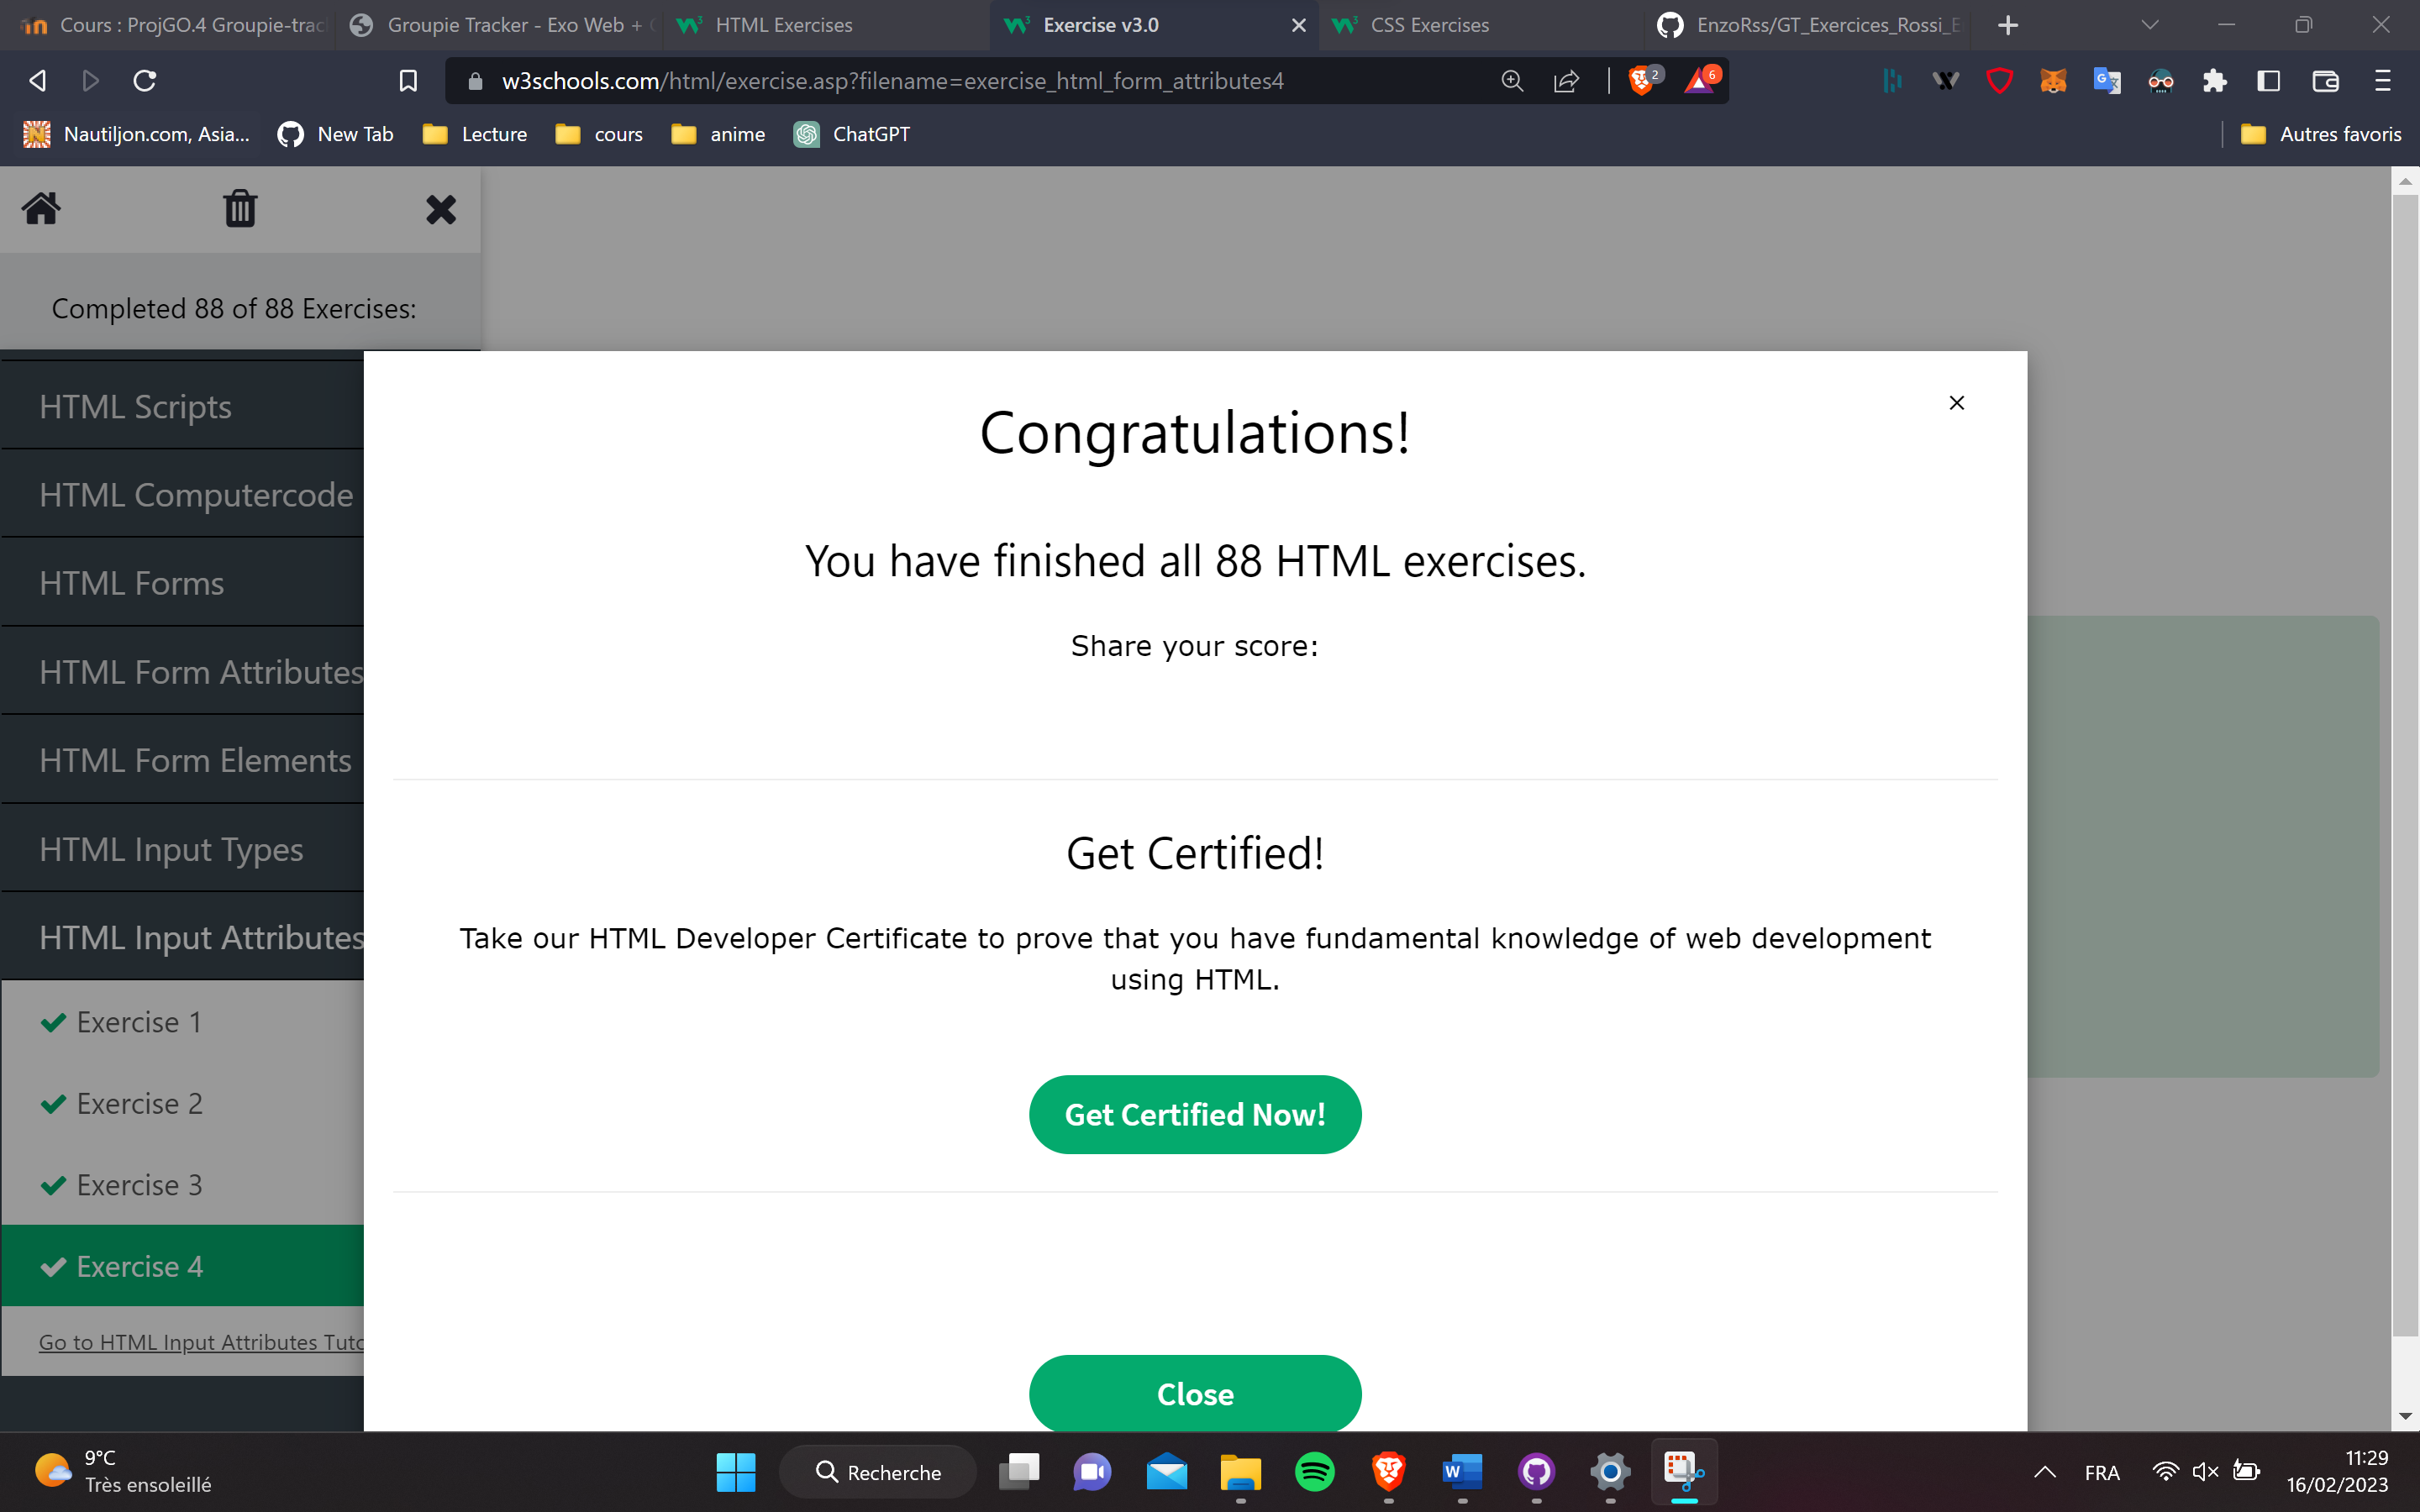 Cours : ProjGO.4 Groupie-trac
Groupie Tracker - Exo Web +
HTML Exercises
Exercise v3.0
CSS Exercises
EnzoRss/GT_Exercices_Rossi_E
w3schools.com/html/exercise.asp?filename=exercise_html_form_attributes4
2
6
Nautiljon.com, Asia...
New Tab
Lecture
cours
anime
ChatGPT
Autres favoris
Completed 88 of 88 Exercises:
HTML Scripts
HTML Computercode
HTML Forms
HTML Form Attributes
HTML Form Elements
HTML Input Types
HTML Input Attributes
Exercise 1
Exercise 2
Exercise 3
Exercise 4
Go to HTML Input Attributes Tuto
Congratulations!
You have finished all 88 HTML exercises.
Share your score:
Get Certified!
Take our HTML Developer Certificate to prove that you have fundamental knowledge of web development
using HTML.
Get Certified Now!
Close
9°C
Très ensoleillé
Recherche
FRA
11:29
16/02/2023